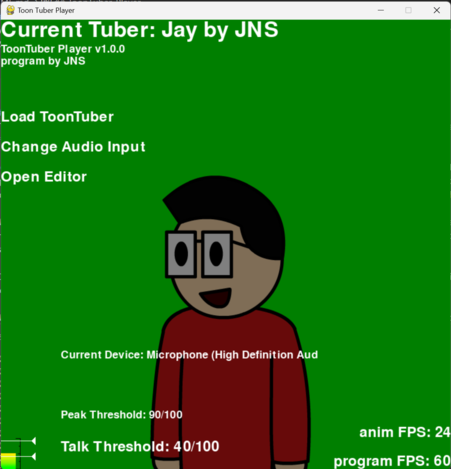 Toon Tuber Player
Current Tuber: Jay by JNS
ToonTuber Player v1.0.0
program by JNS
Load ToonTuber
Change Audio Input
Open Editor
Current Device: Microphone (High Definition Aud
Peak Threshold: 90/100
Talk Threshold: 40/100
anim FPS: 24
program FPS: 60